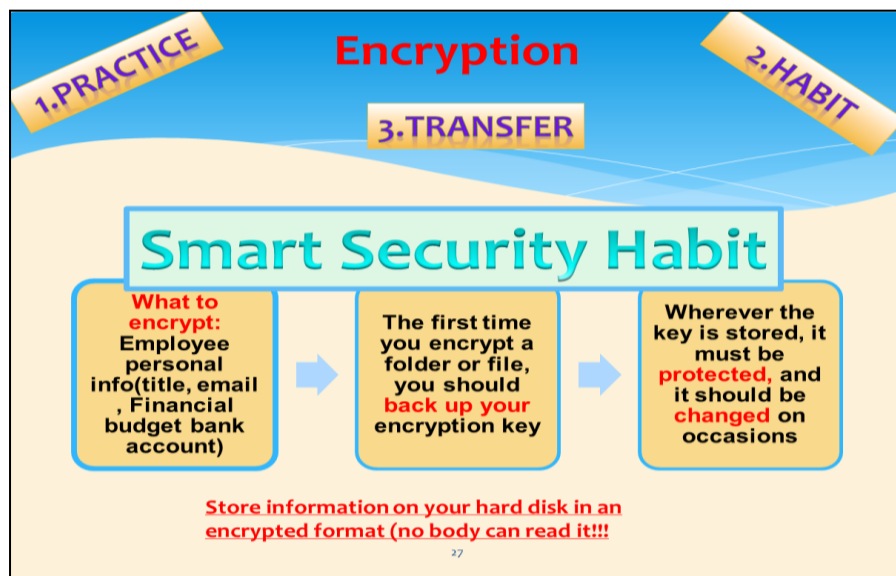 Encryption
1.PRACTICE
2.HABIT
3.TRANSFER
Smart Security Habit
What to
encrypt:
Employee
personal
info(title, email
, Financial
budget bank
account)
The first time
you encrypt a
folder or file,
you should
back up your
encryption key
Wherever the
key is stored, it
must be
protected, and
it should be
changed on
occasions
Store information on your hard disk in an
encrypted format (no body can read it!!!
27